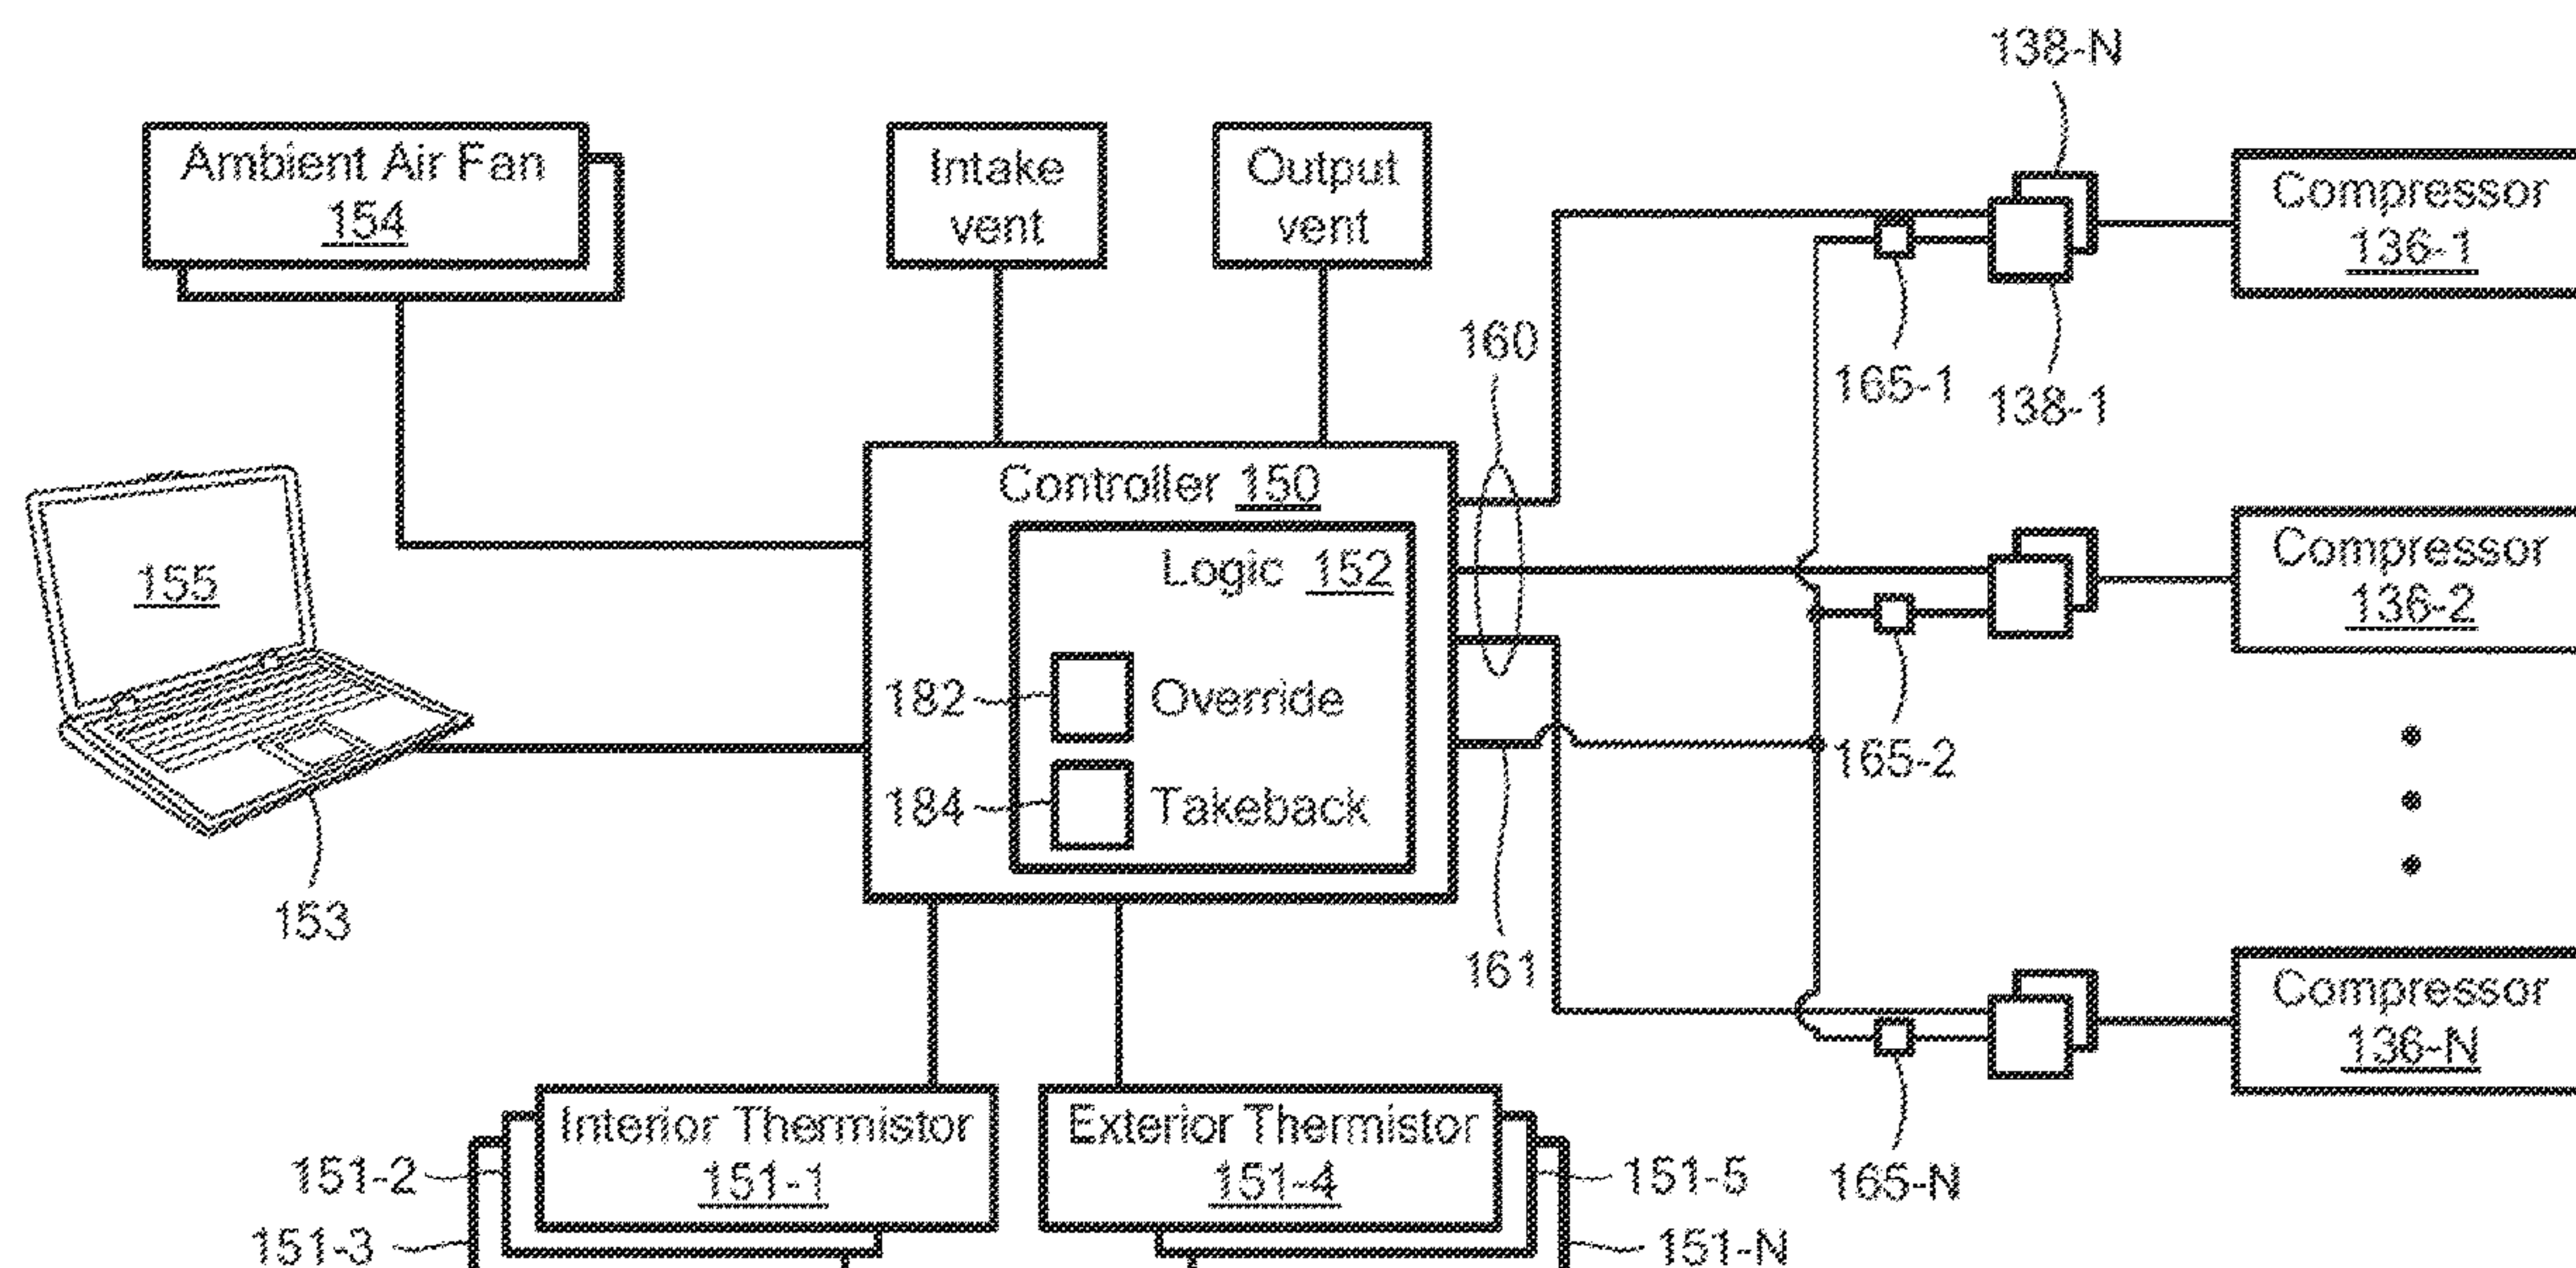 138-N
Ambient Air Fan
154
Intake
vent
Output
vent
Compressor
136-1
160
165-1
138-1
Controller 150
Logic 152
155
Compressor
136-2
182
Override
165-2
184
Takeback
153
161
Compressor
136-N
Interior Thermistor
151-1
Exterior Thermistor
151-4
151-2
151-5
165-N
151-3
151-N